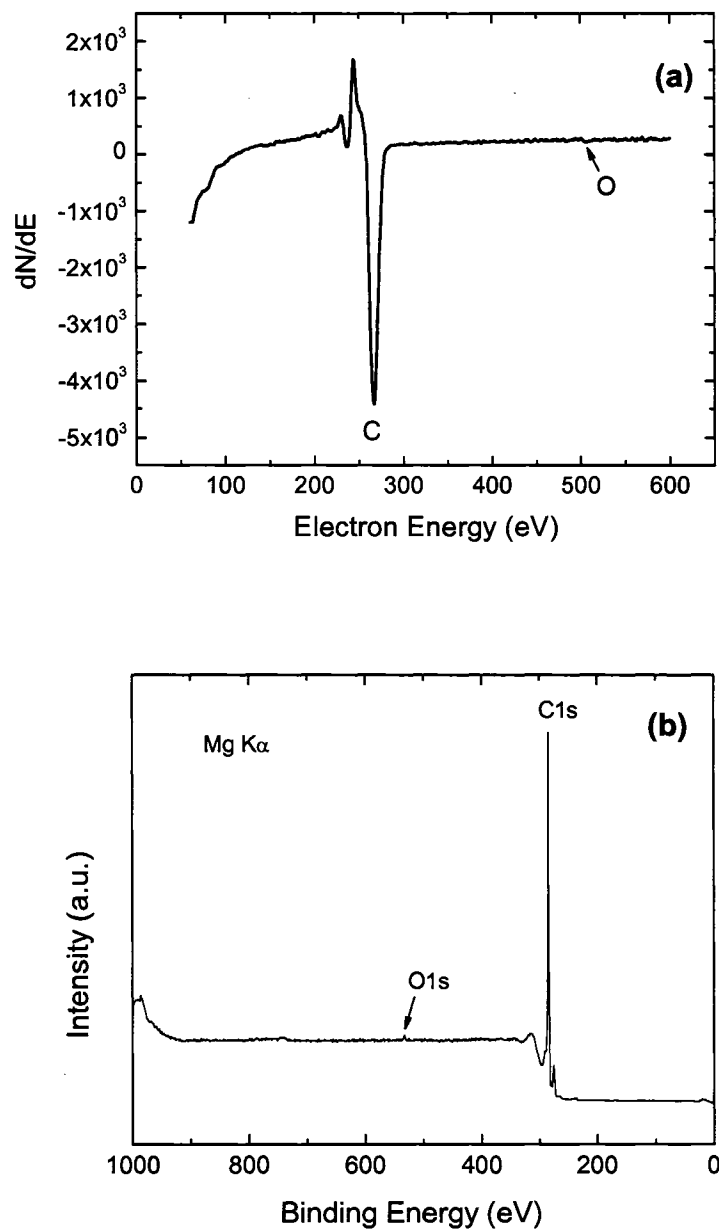 (a)
2x10³
1x10³
0
-1x10³
-2x10³
-3x10³
-4x10³
-5x10³
dN/dE
O
C
0 100 200 300 400 500 600
Electron Energy (eV)
C1s
(b)
Mg Kα
O1s
Intensity (a.u.)
1000 800 600 400 200 0
Binding Energy (eV)